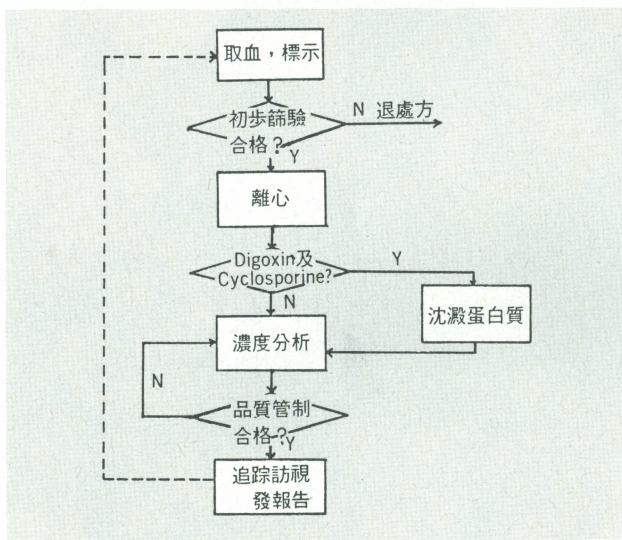 取血，標示
初步篩驗
合格？
Y
N 退處方
離心
Digoxin及
Cyclosporine?
Y
N
沈澱蛋白質
濃度分析
N
品質管制
合格？
Y
追踪訪視
發報告